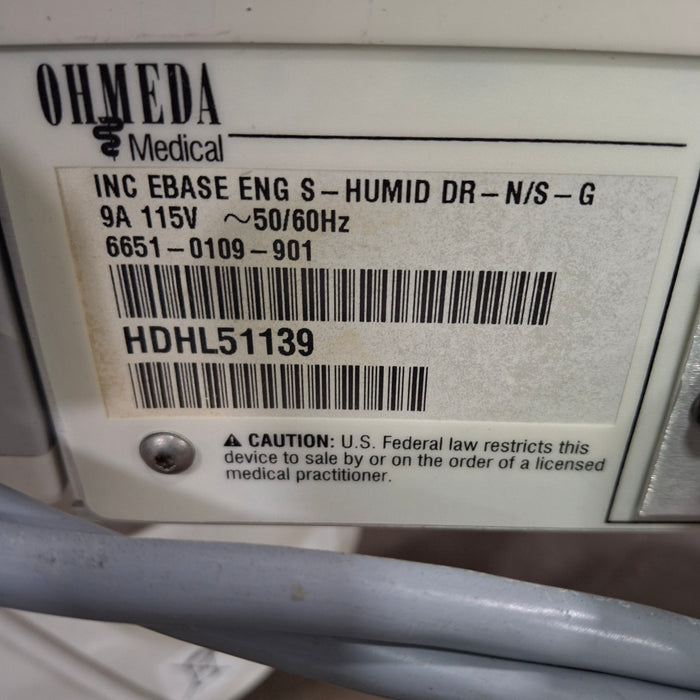 OHMEDA
Medical
INC EBASE ENG S-HUMID DR-N/S-G
9A 115V ~50/60Hz
6651-0109-901
HDHL51139
⚠ CAUTION: U.S. Federal law restricts this
device to sale by or on the order of a licensed
medical practitioner.